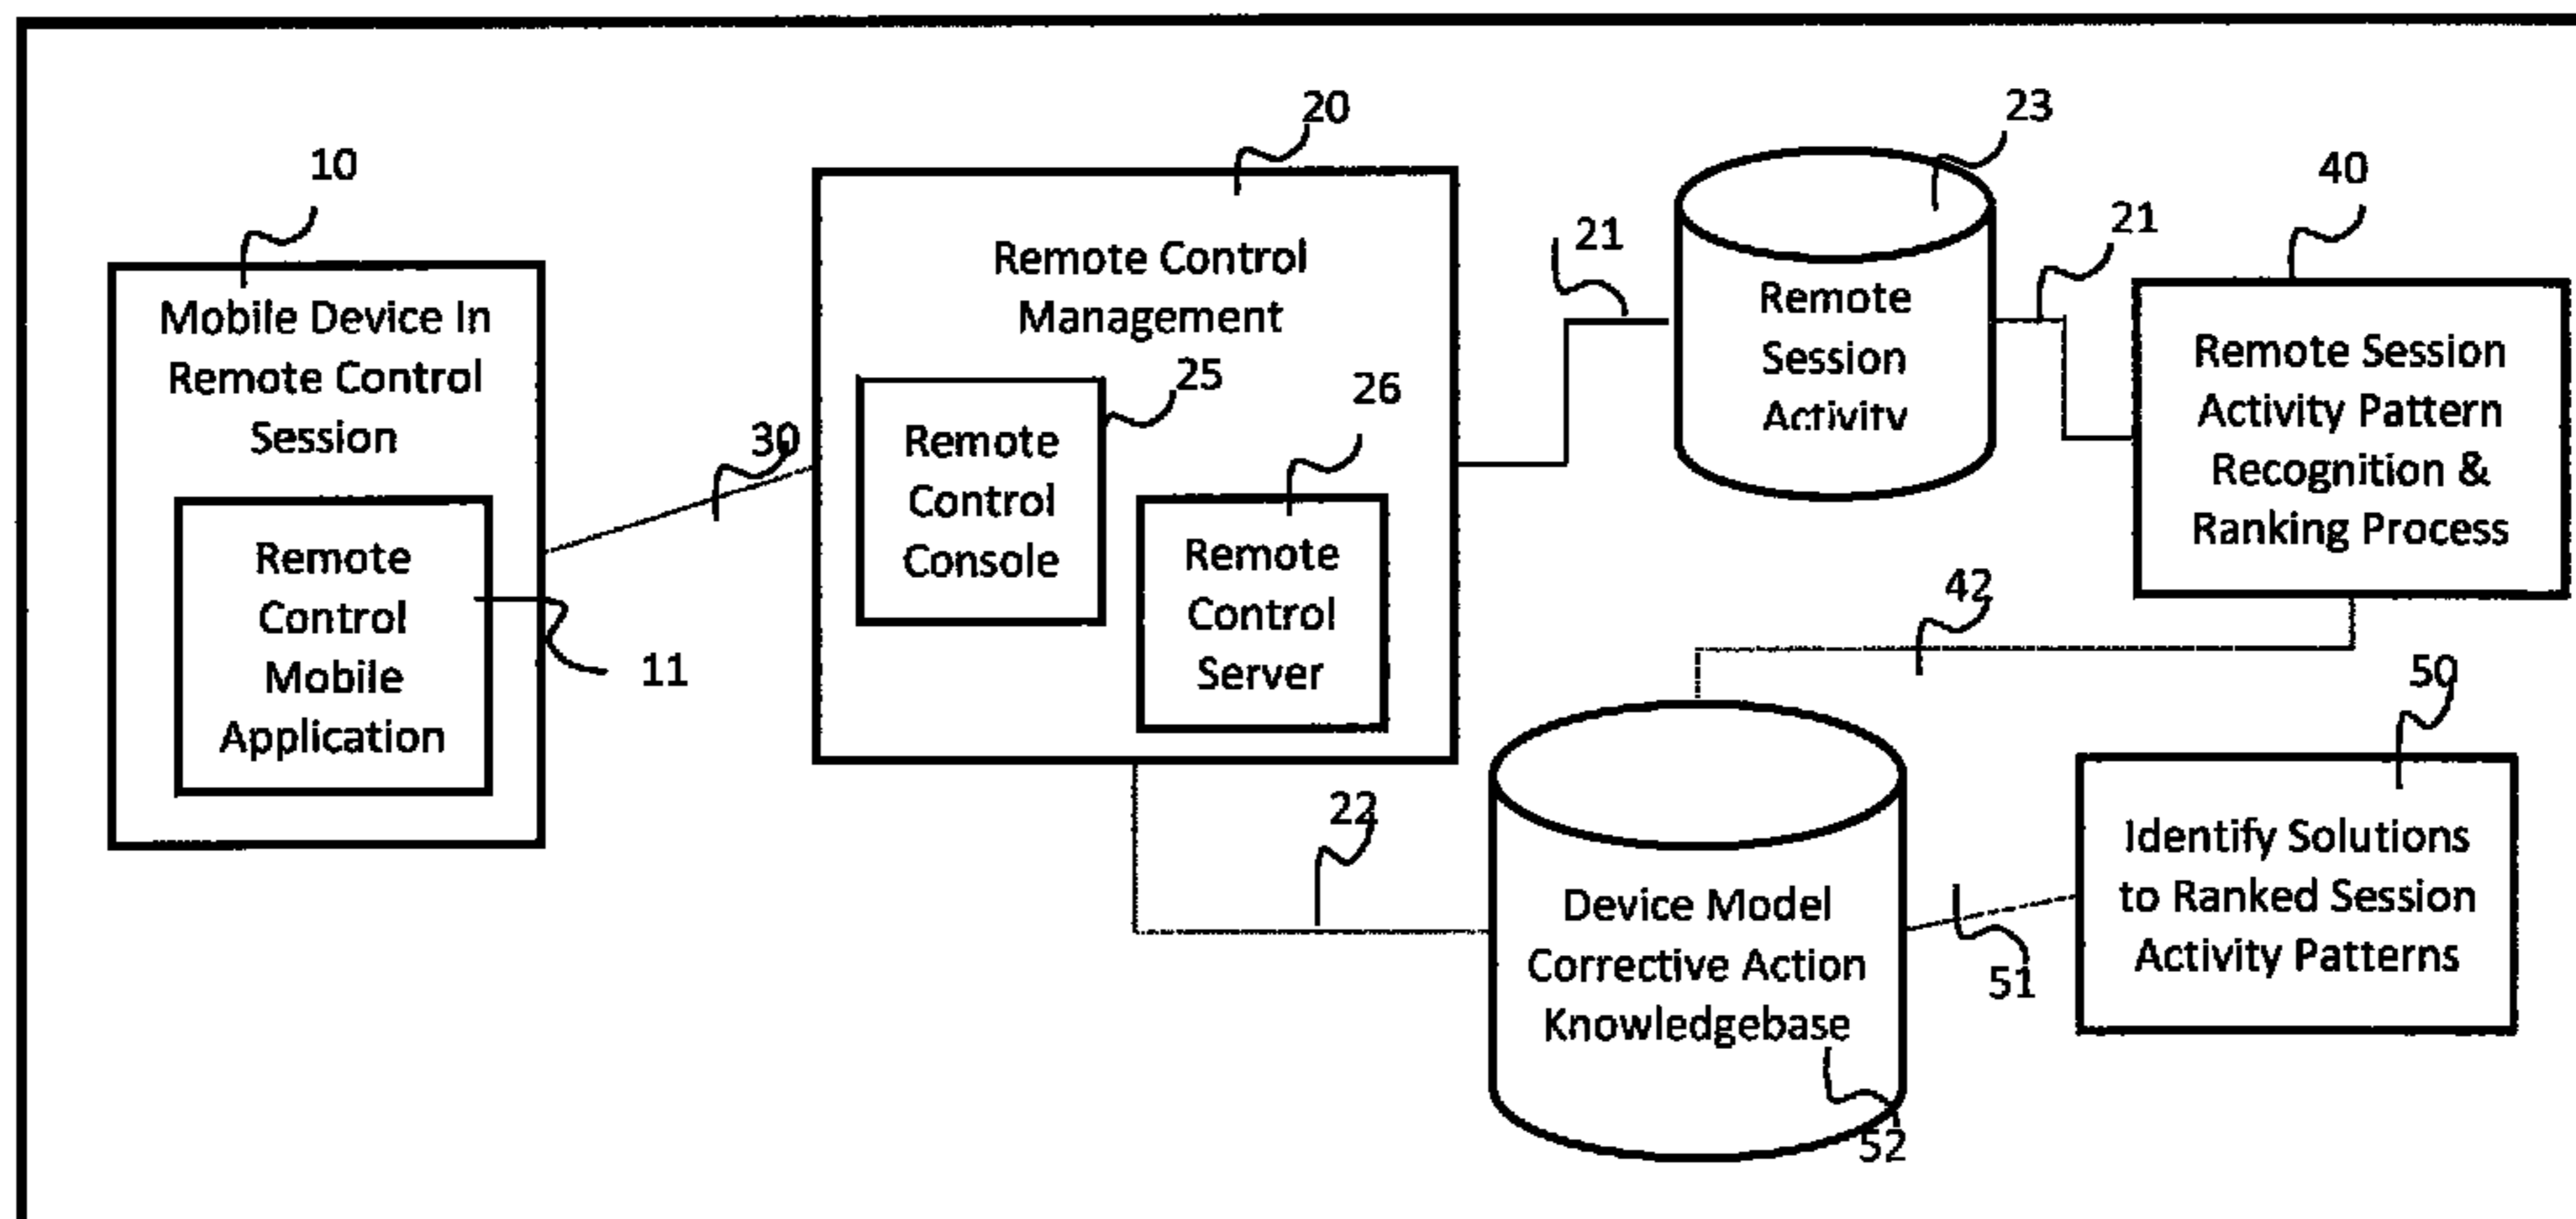 10
Mobile Device In
Remote Control
Session
Remote
Control
Mobile
Application
11
30
20
Remote Control
Management
25
Remote
Control
Console
26
Remote
Control
Server
21
23
Remote
Session
Activity
21
40
Remote Session
Activity Pattern
Recognition &
Ranking Process
42
22
Device Model
Corrective Action
Knowledgebase
52
51
50
Identify Solutions
to Ranked Session
Activity Patterns